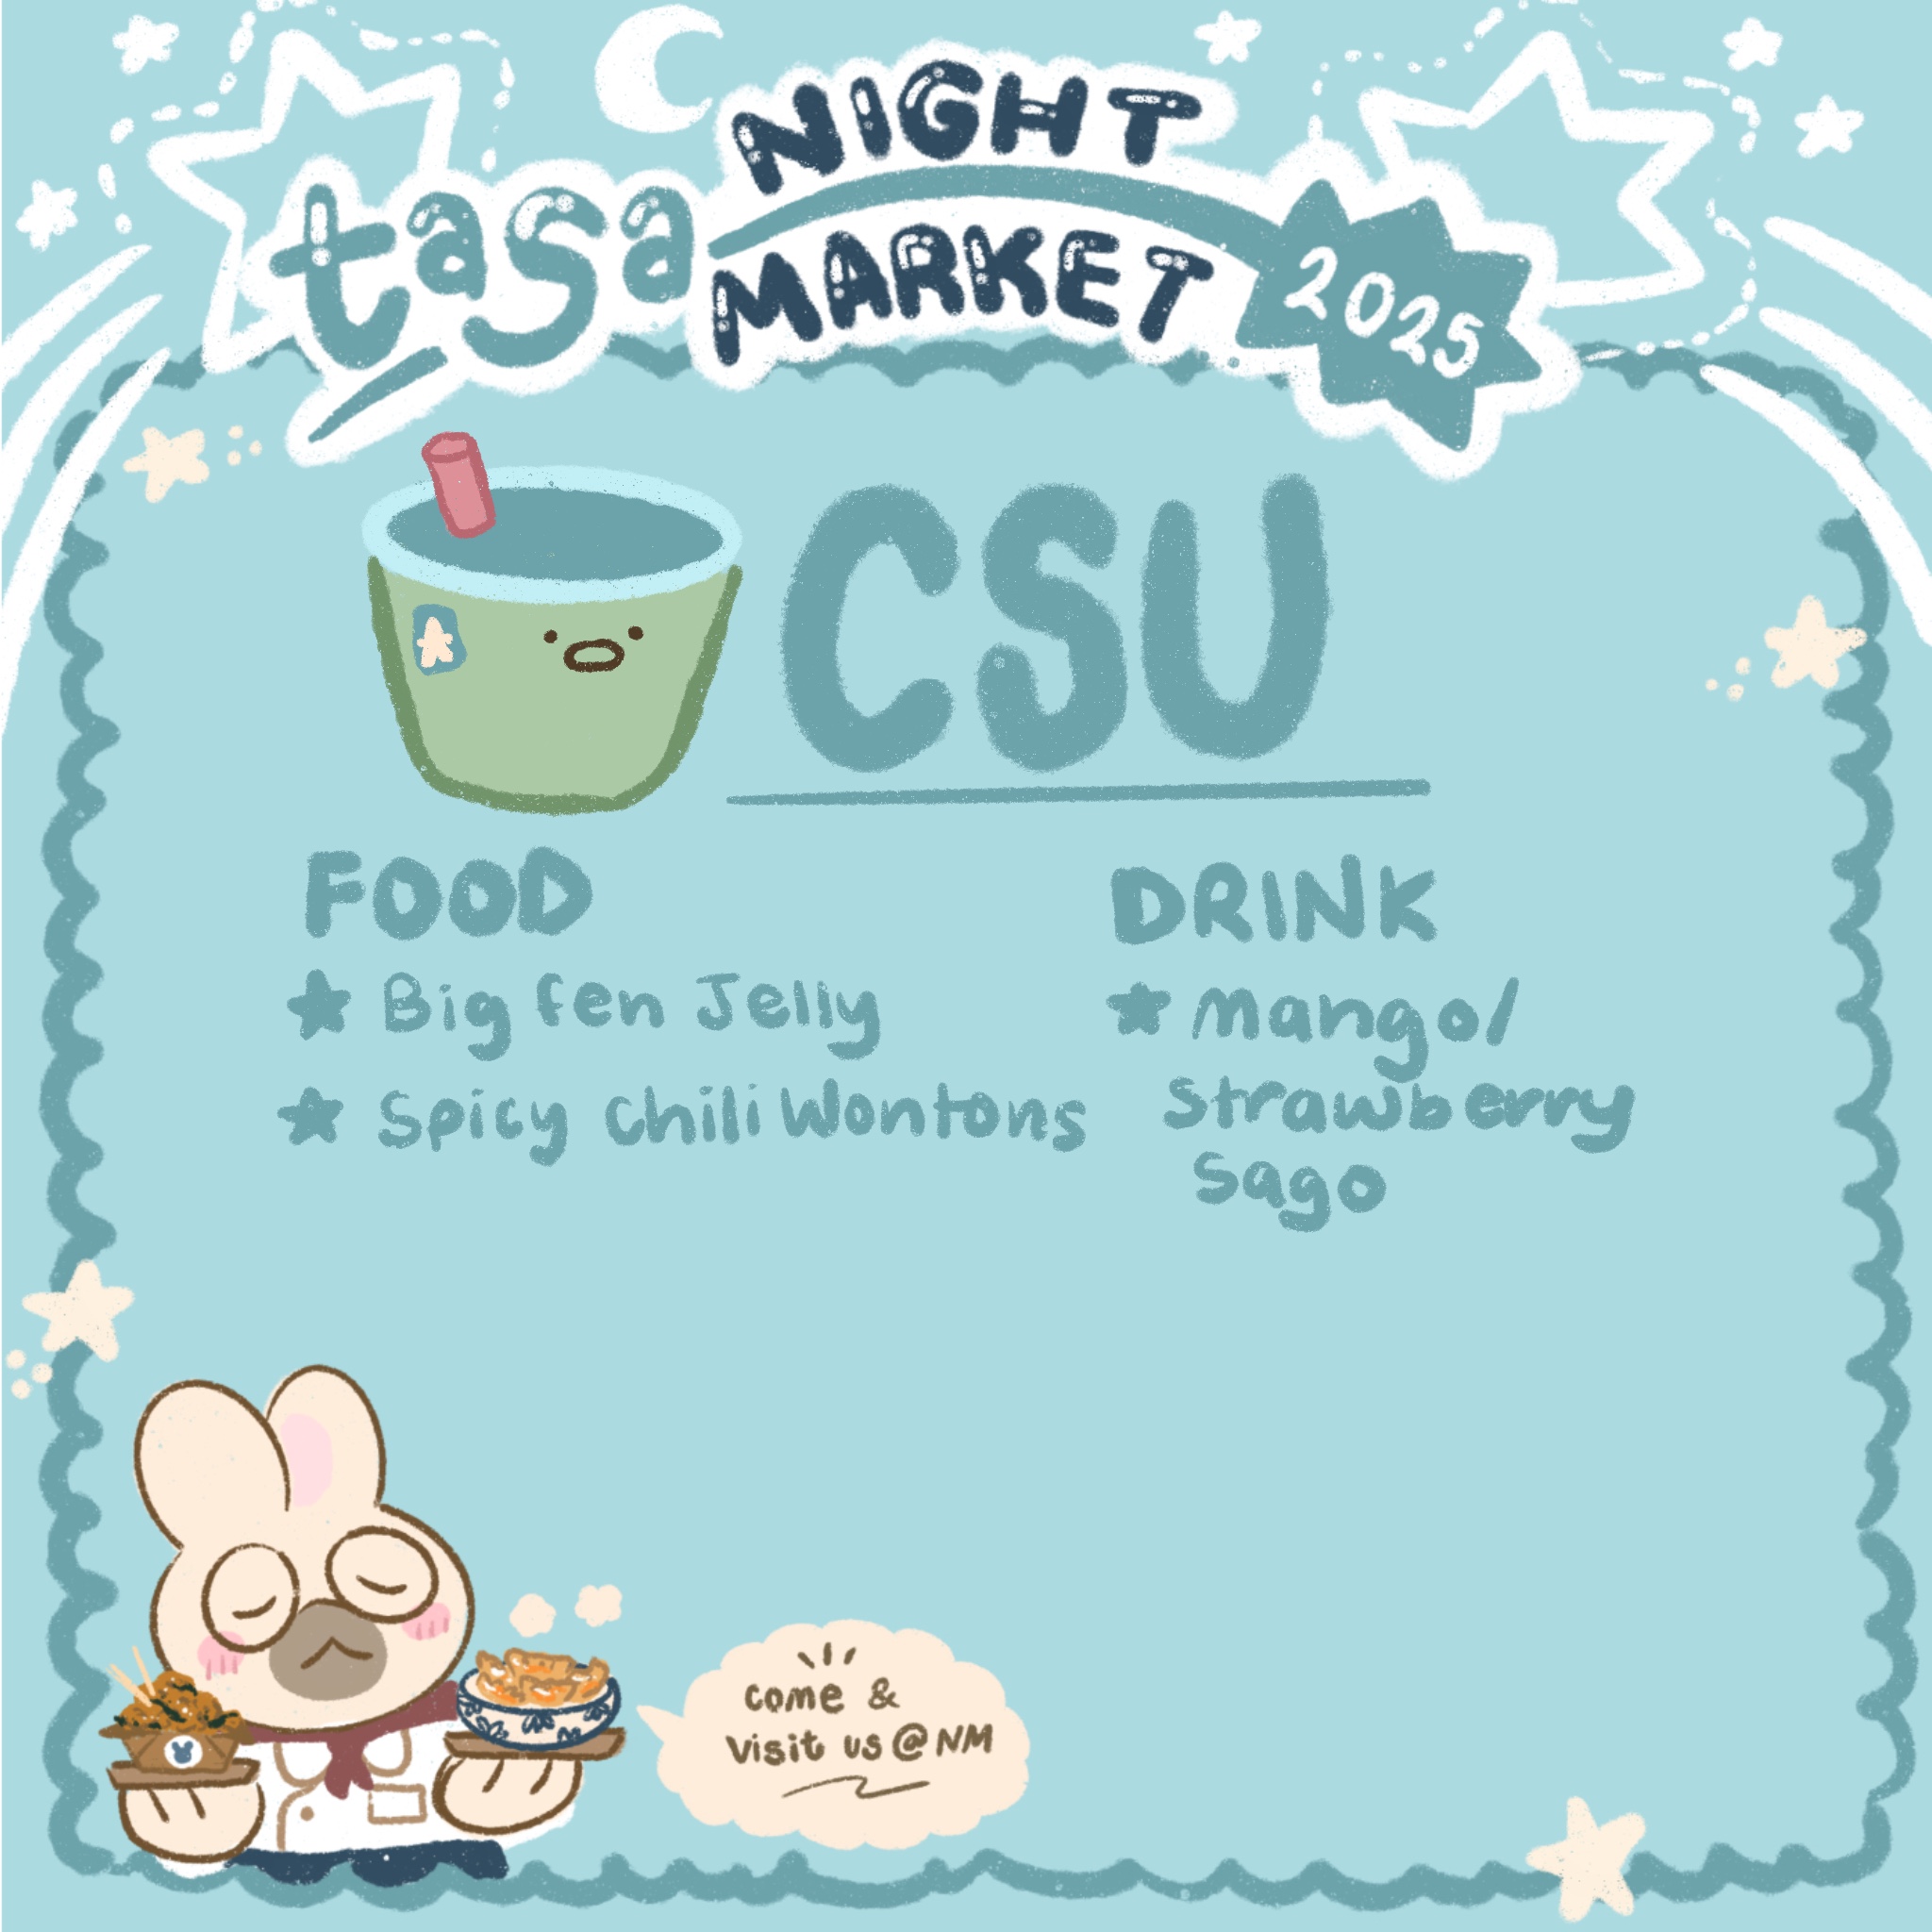 tasa
NIGHT
MARKET
2025
CSU
FOOD
Big fen Jelly
Spicy Chili Wontons
DRINK
Mango/
Strawberry
Sago
come &
Visit us @ NM